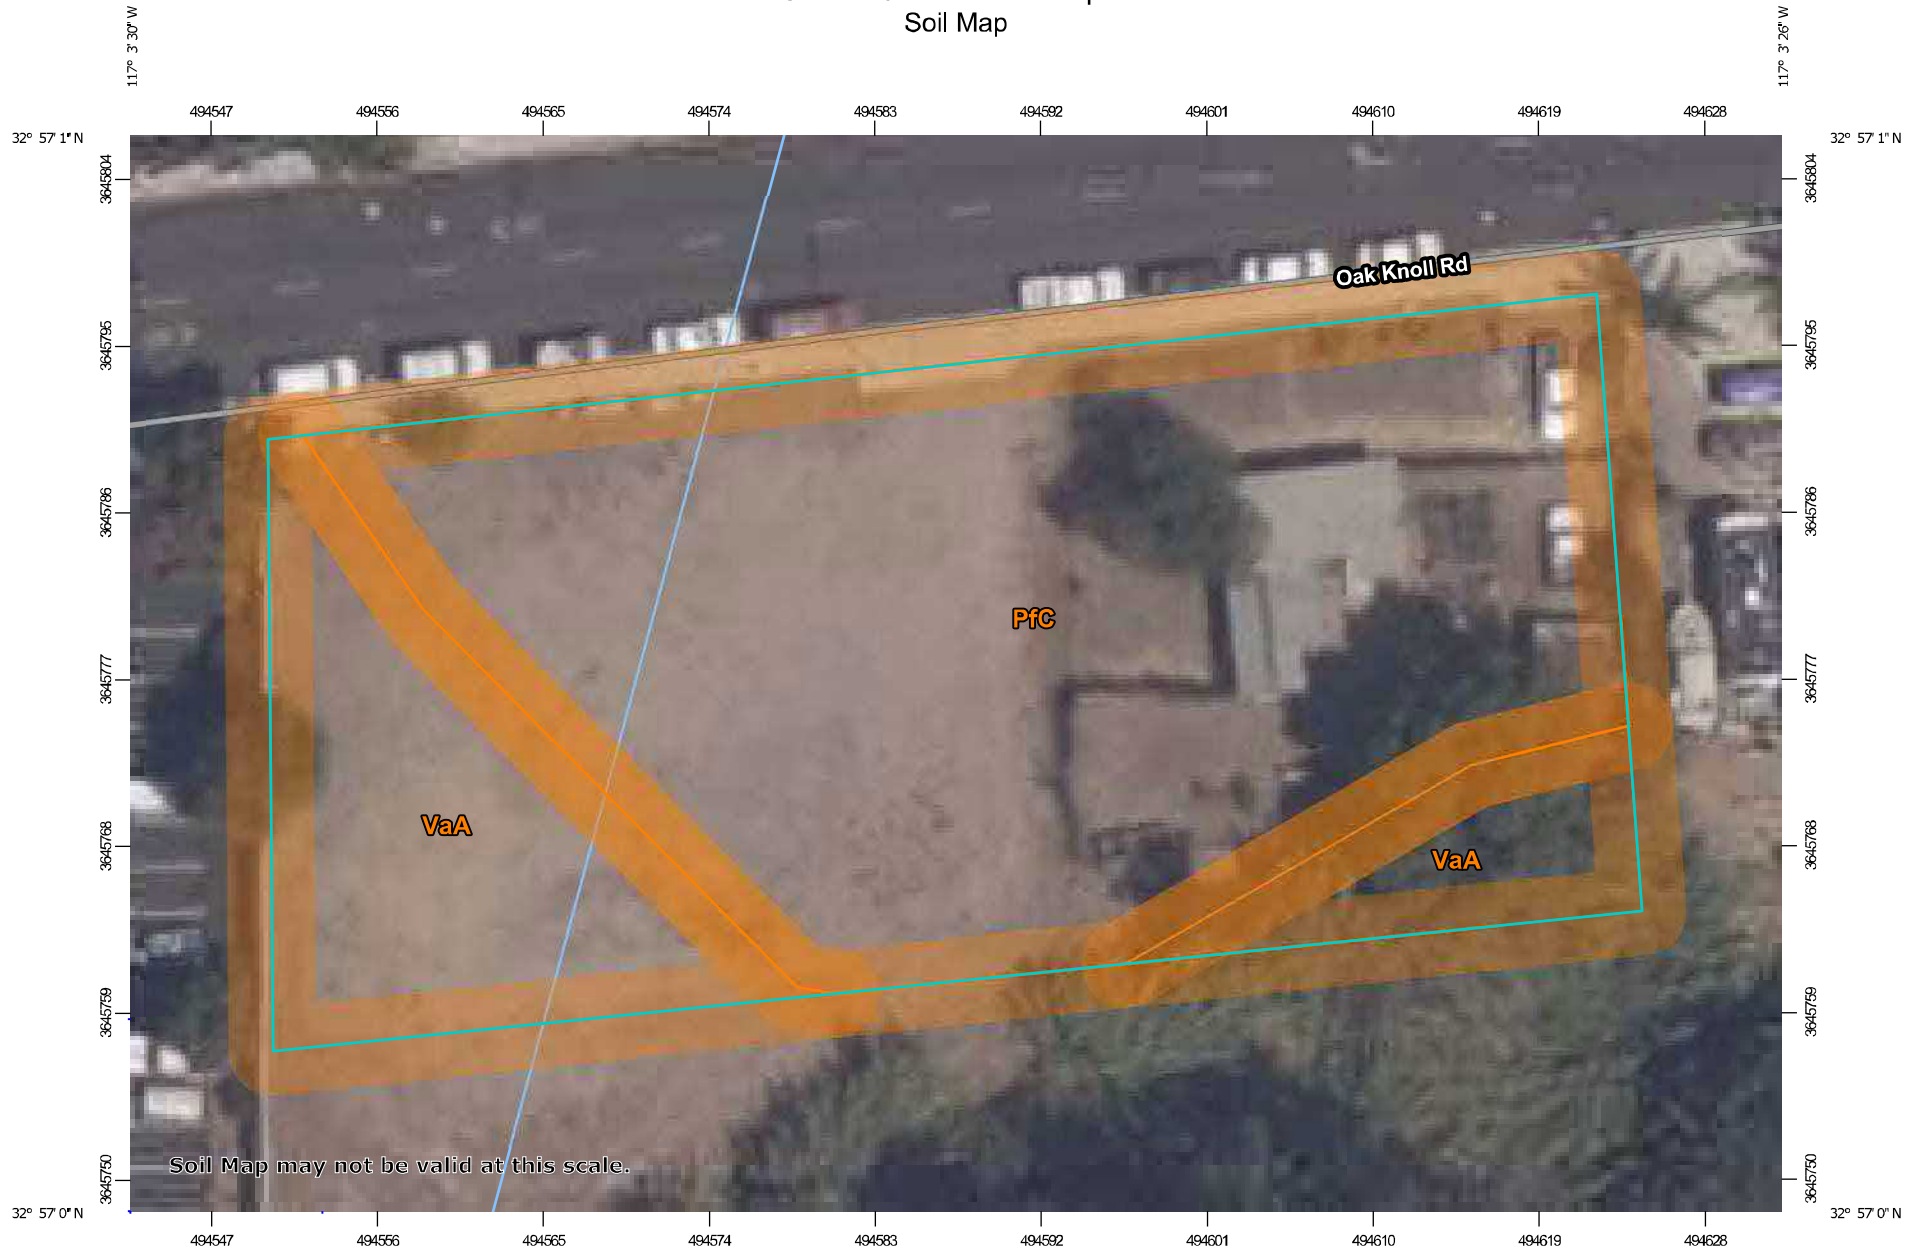 Soil Map
117° 3' 30" W
117° 3' 26" W
494547 494556 494565 494574 494583 494592 494601 494610 494619 494628
32° 57' 1" N
32° 57' 1" N
3645804
3645804
Oak Knoll Rd
3645795
3645795
3645786
3645786
PfC
3645777
3645777
VaA
3645768
3645768
VaA
3645759
3645759
Soil Map may not be valid at this scale.
3645750
3645750
32° 57' 0" N
32° 57' 0" N
494547 494556 494565 494574 494583 494592 494601 494610 494619 494628